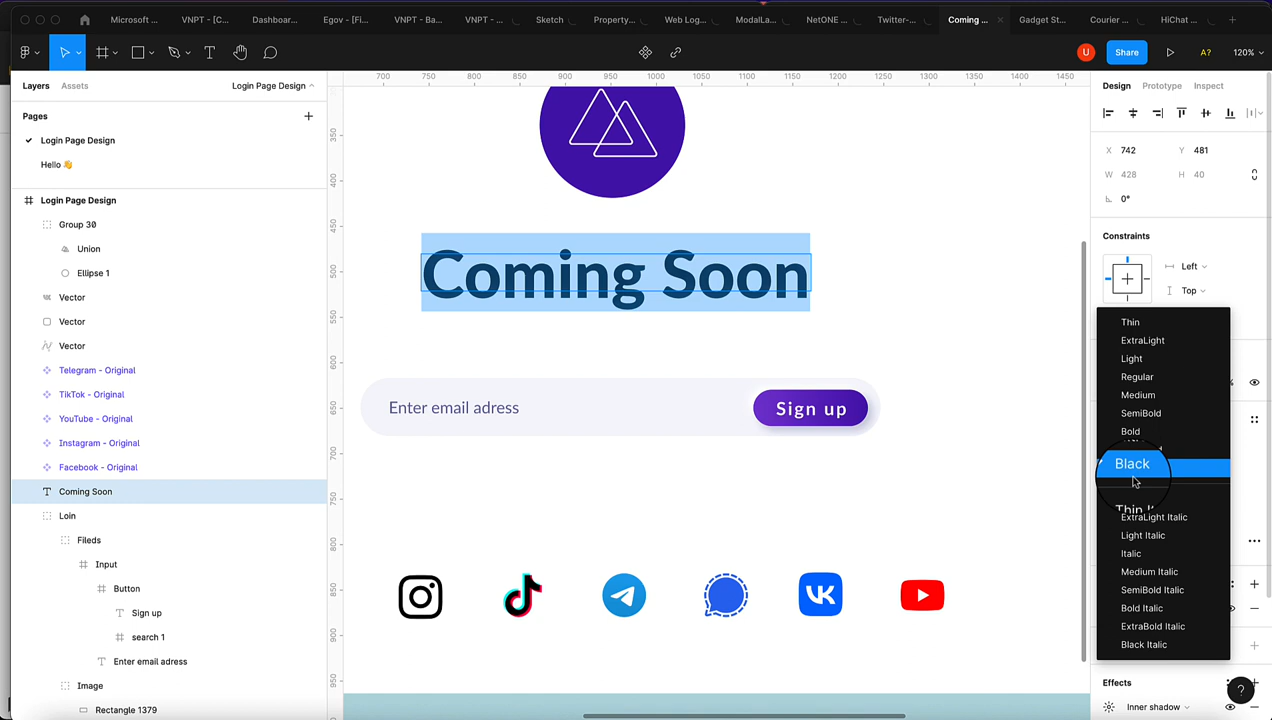 Microsoft ...
VNPT - [C...
Dashboar...
Egov - [Fi...
VNPT - Ba...
VNPT - ...
Sketch
Property...
Web Log...
ModalLa...
NetONE ...
Twitter-...
Coming ...
Gadget St...
Courier ...
HiChat ...
U
Share
A?
120%
Layers
Assets
Login Page Design
Pages
Login Page Design
Hello 👋
Login Page Design
Group 30
Union
Ellipse 1
Vector
Vector
Vector
Telegram - Original
TikTok - Original
YouTube - Original
Instagram - Original
Facebook - Original
Coming Soon
Loin
Fileds
Input
Button
Sign up
search 1
Enter email adress
Image
Rectangle 1379
700 750 800 850 900 950 1000 1050 1100 1150 1200 1250 1300 1350 1400 1450
350
400
450
500
550
600
650
700
750
800
850
900
950
Coming Soon
Enter email adress
Sign up
Design
Prototype
Inspect
X 742
Y 481
W 428
H 40
0°
Constraints
Left
Top
Thin
ExtraLight
Light
Regular
Medium
SemiBold
Bold
Black
ExtraLight Italic
Light Italic
Italic
Medium Italic
SemiBold Italic
Bold Italic
ExtraBold Italic
Black Italic
Effects
?
Inner shadow